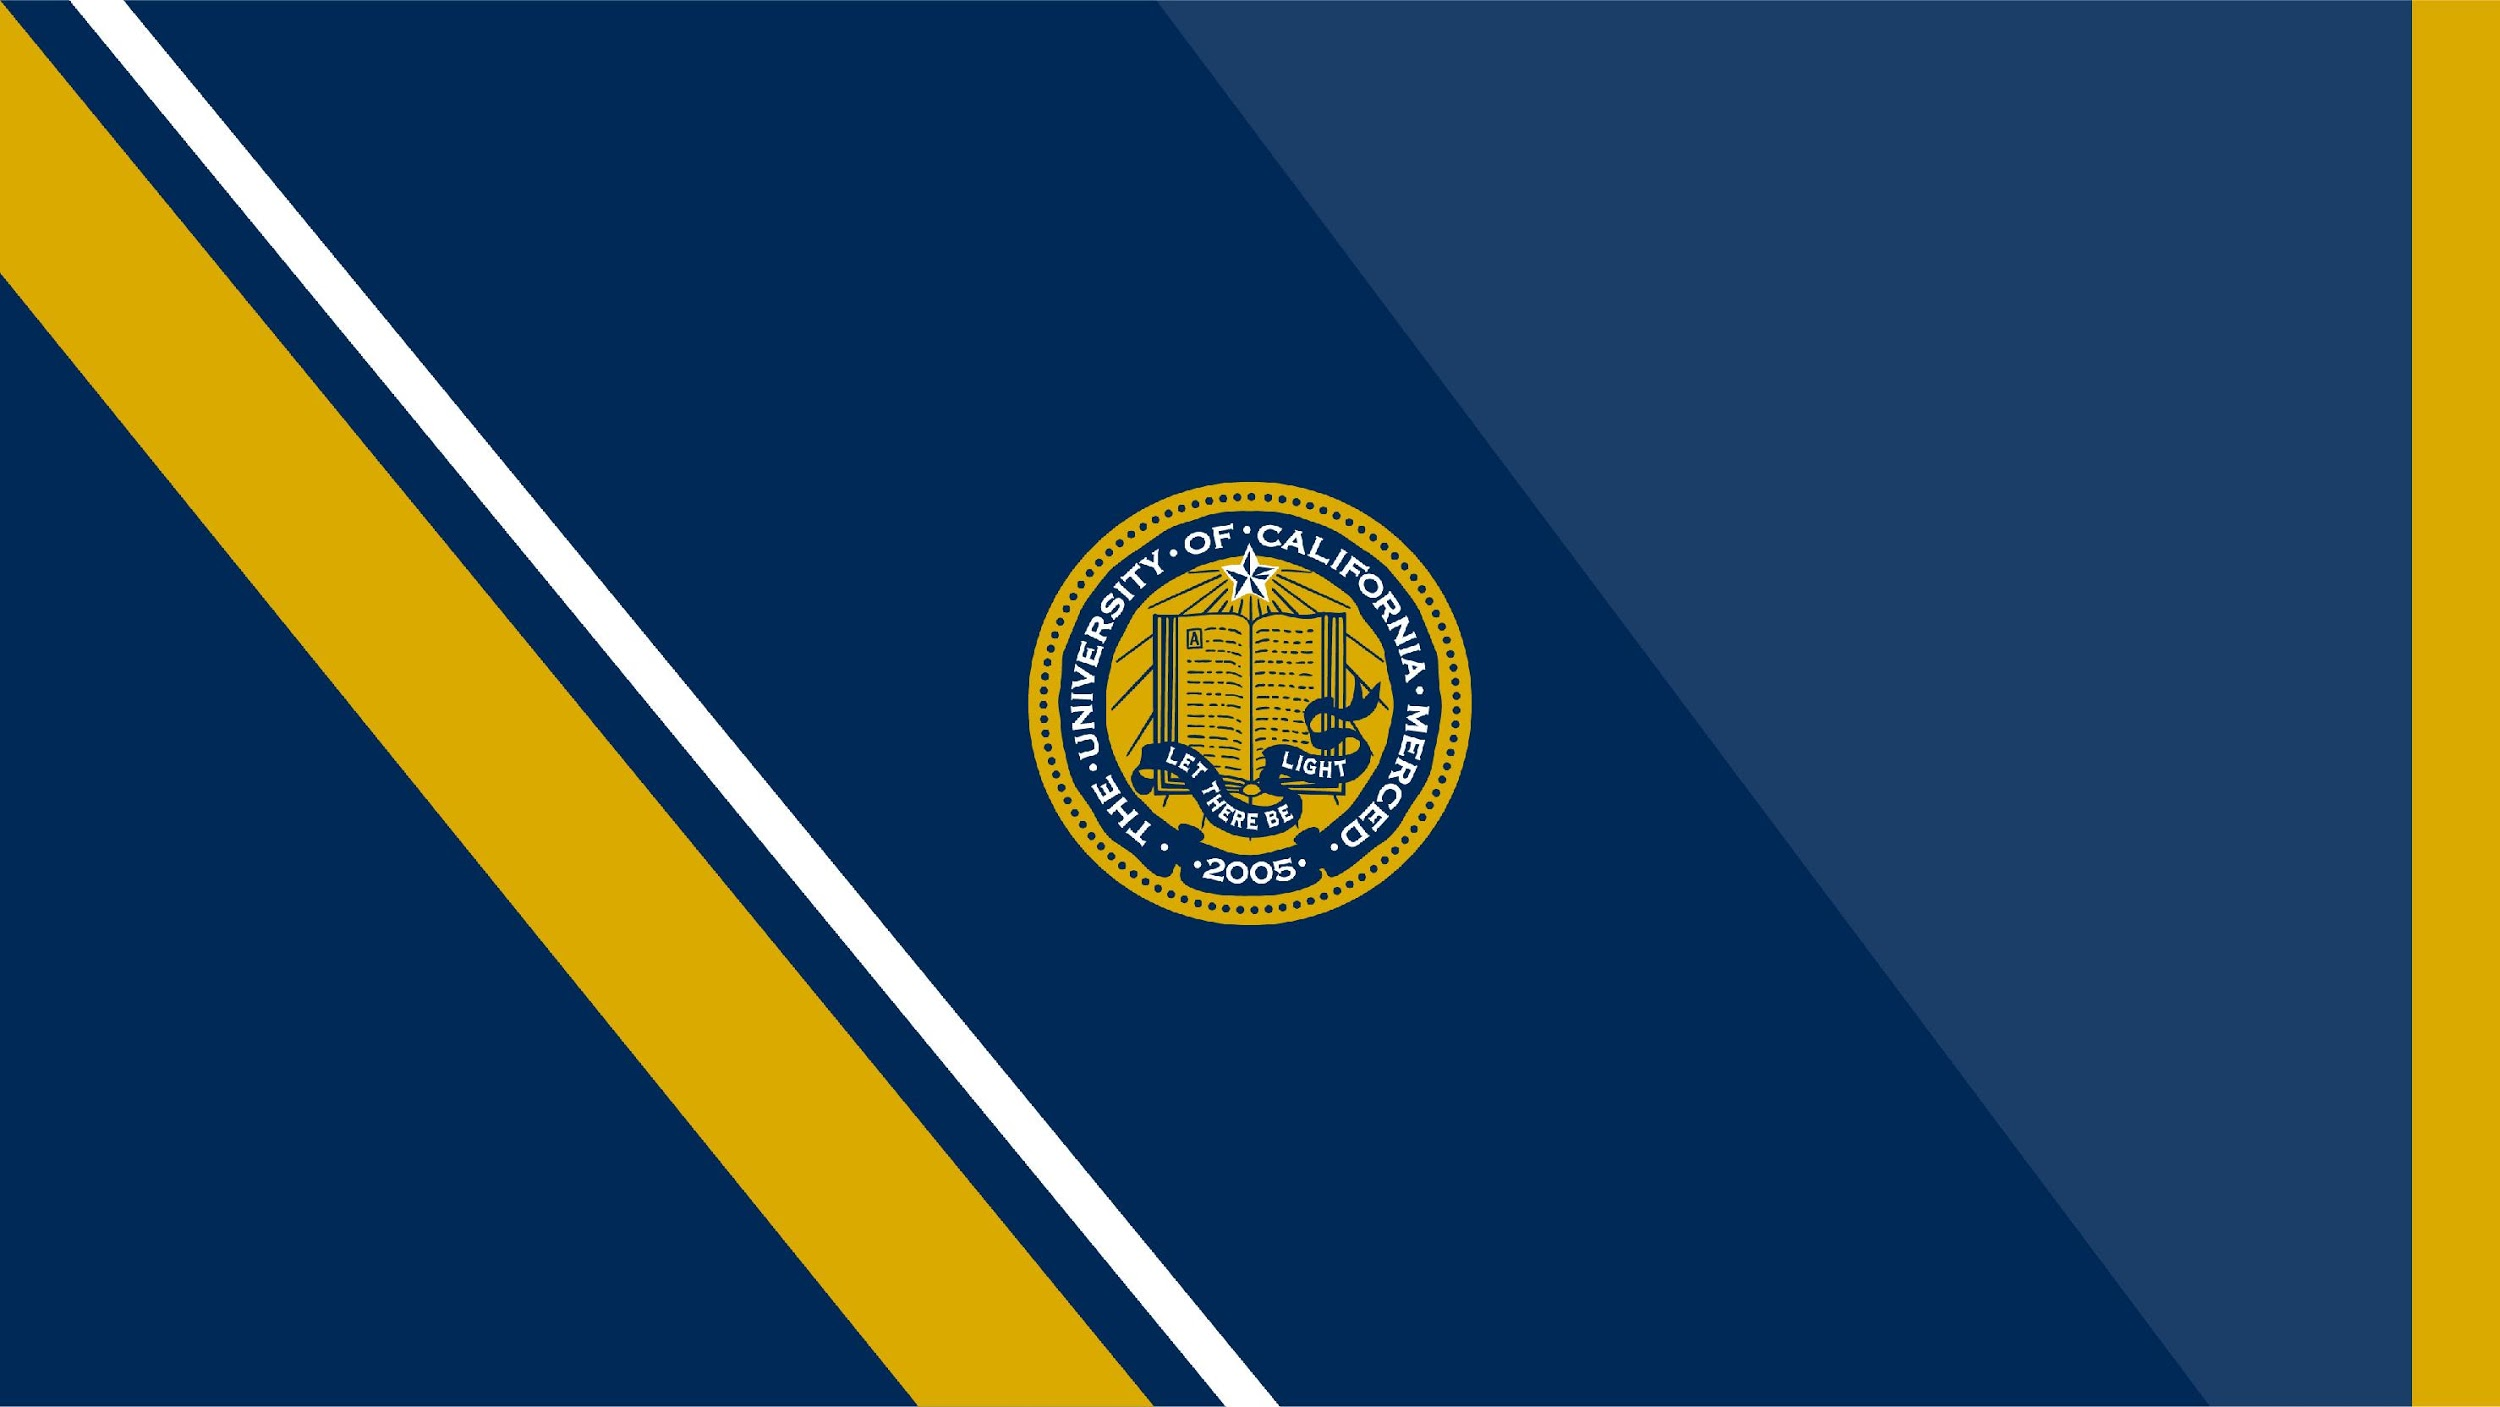 THE · UNIVERSITY · OF · CALIFORNIA · MERCED
A
LET THERE BE LIGHT
· 2005 ·